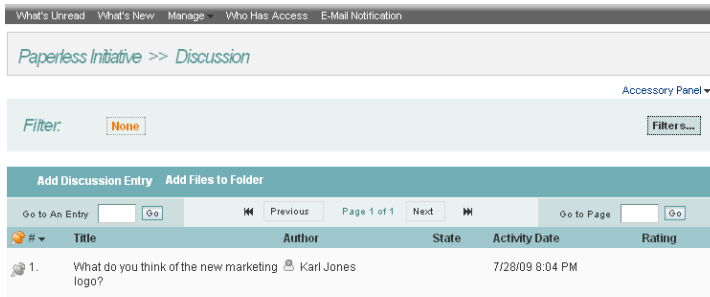 What's Unread What's New Manage Who Has Access E-Mail Notification
Paperless Initiative >> Discussion
Accessory Panel
Filter: None Filters...
Add Discussion Entry Add Files to Folder
Go to An Entry Go Previous Page 1 of 1 Next Go to Page Go
# Title Author State Activity Date Rating
1. What do you think of the new marketing Karl Jones 7/28/09 8:04 PM
logo?